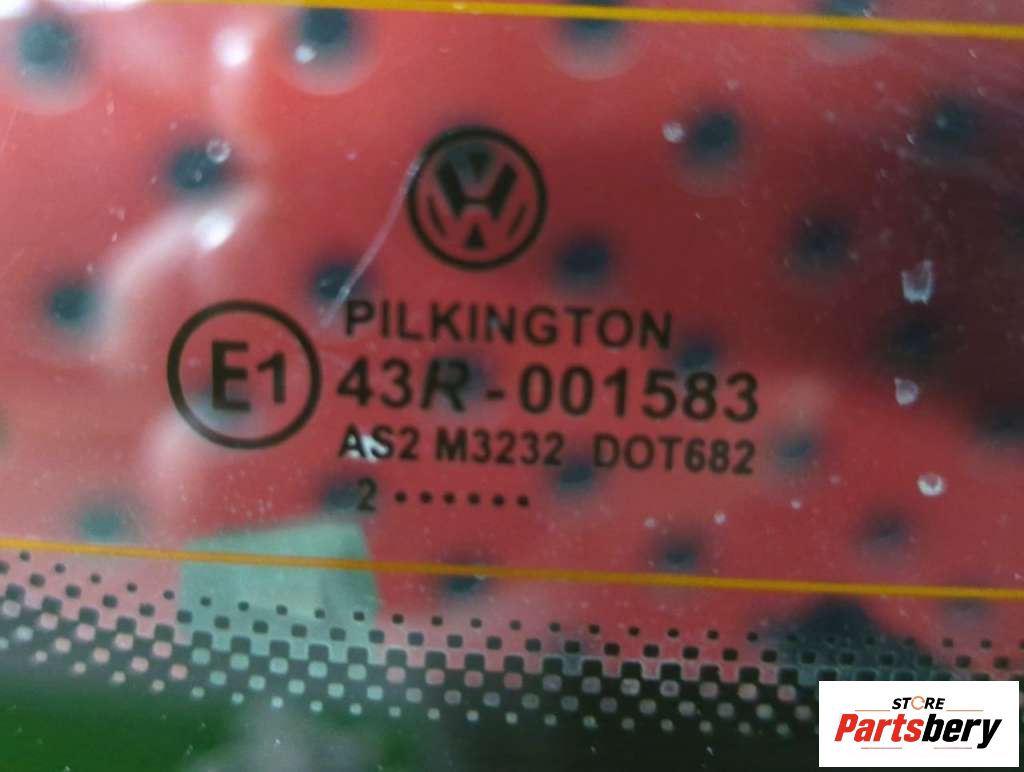 PILKINGTON
E1
43R-001583
AS2 M3232 DOT682
2 ••••••
STORE
Partsbery